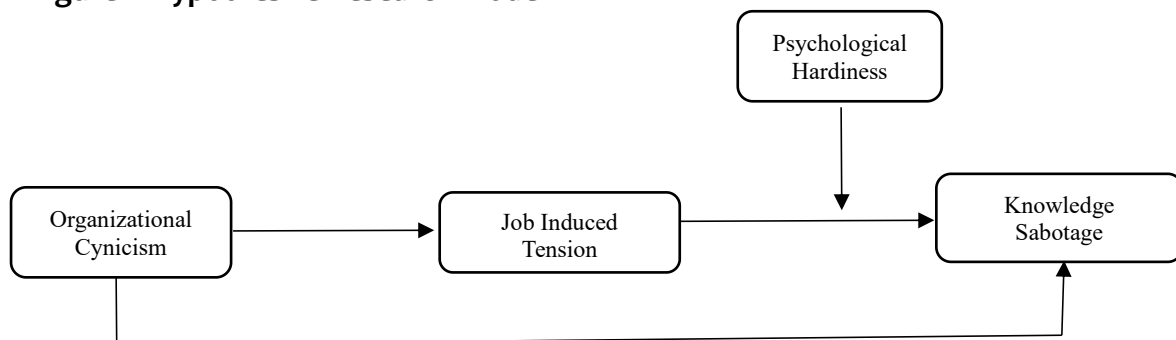 Psychological
Hardiness
Organizational
Cynicism
Job Induced
Tension
Knowledge
Sabotage